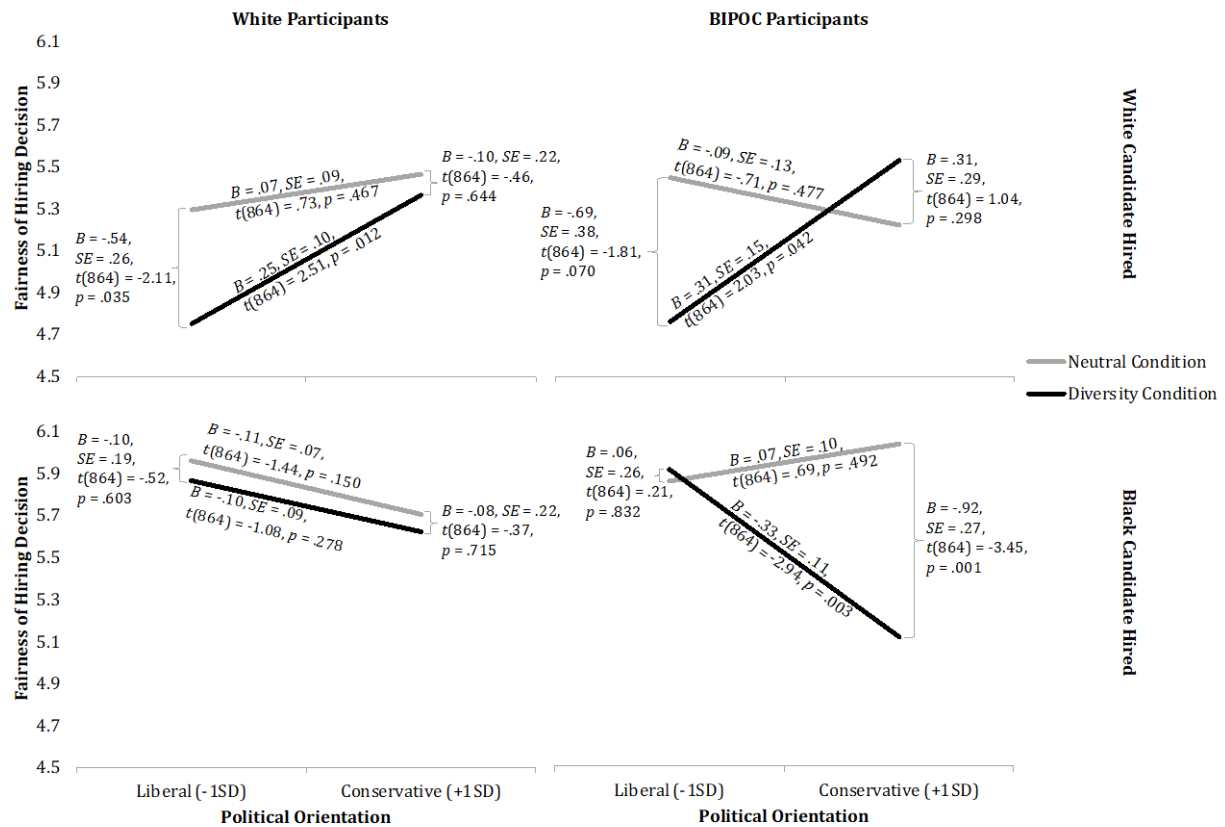 White Participants
BIPOC Participants
6.1
5.9
5.7
5.5
5.3
5.1
4.9
4.7
4.5
Fairness of Hiring Decision
B = -.54,
SE = .26,
t(864) = -2.11,
p = .035
B = .07, SE = .09,
t(864) = .73, p = .467
B = .25, SE = .10,
t(864) = 2.51, p = .012
B = -.10, SE = .22,
t(864) = -.46,
p = .644
B = -.69,
SE = .38,
t(864) = -1.81,
p = .070
B = -.09, SE = .13,
t(864) = -.71, p = .477
B = .31, SE = .15,
t(864) = 2.03, p = .042
B = .31,
SE = .29,
t(864) = 1.04,
p = .298
White Candidate Hired
Neutral Condition
Diversity Condition
6.1
5.9
5.7
5.5
5.3
5.1
4.9
4.7
4.5
Fairness of Hiring Decision
B = -.10,
SE = .19,
t(864) = -.52,
p = .603
B = -.11, SE = .07,
t(864) = -1.44, p = .150
B = -.10, SE = .09,
t(864) = -1.08, p = .278
B = -.08, SE = .22,
t(864) = -.37,
p = .715
B = .06,
SE = .26,
t(864) = .21,
p = .832
B = .07, SE = .10,
t(864) = .69, p = .492
B = -.33, SE = .11,
t(864) = -2.94, p = .003
B = -.92,
SE = .27,
t(864) = -3.45,
p = .001
Black Candidate Hired
Liberal (-1SD)
Conservative (+1SD)
Political Orientation
Liberal (-1SD)
Conservative (+1SD)
Political Orientation